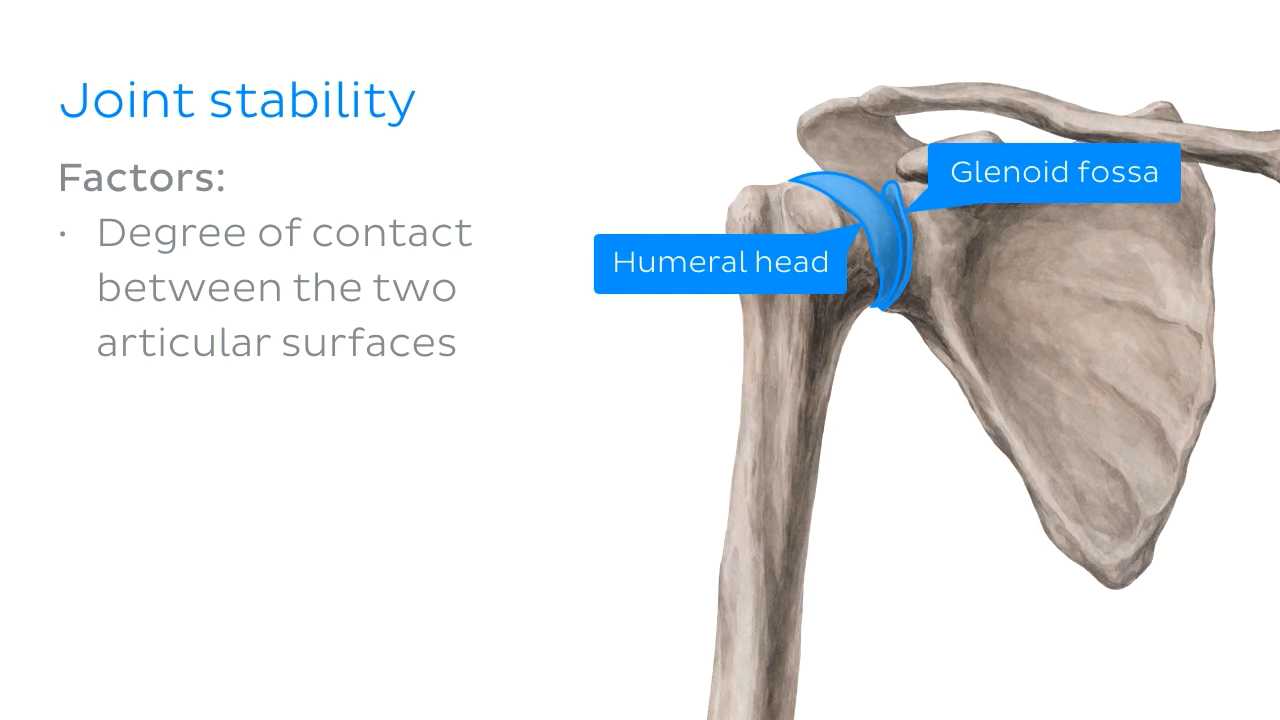 Joint stability
Factors:
· Degree of contact
between the two
articular surfaces
Glenoid fossa
Humeral head